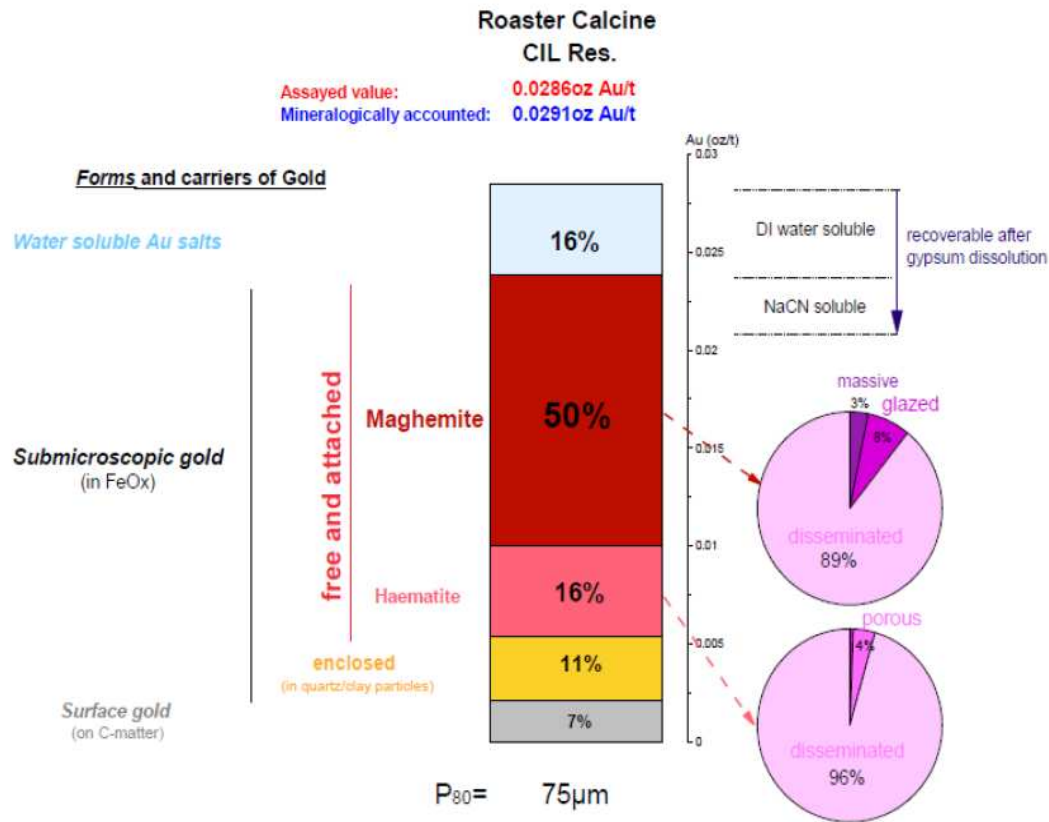 Roaster Calcine
CIL Res.
Assayed value: 0.0286oz Au/t
Mineralogically accounted: 0.0291oz Au/t
Forms and carriers of Gold
Au (oz/t)
0.03
0.025
0.02
0.015
0.01
0.005
0
Water soluble Au salts
16%
DI water soluble
NaCN soluble
recoverable after
gypsum dissolution
Submicroscopic gold
(in FeOx)
free and attached
Maghemite
50%
massive
3%
glazed
8%
disseminated
89%
Haematite
16%
porous
4%
disseminated
96%
enclosed
(in quartz/clay particles)
11%
Surface gold
(on C-matter)
7%
P80= 75µm